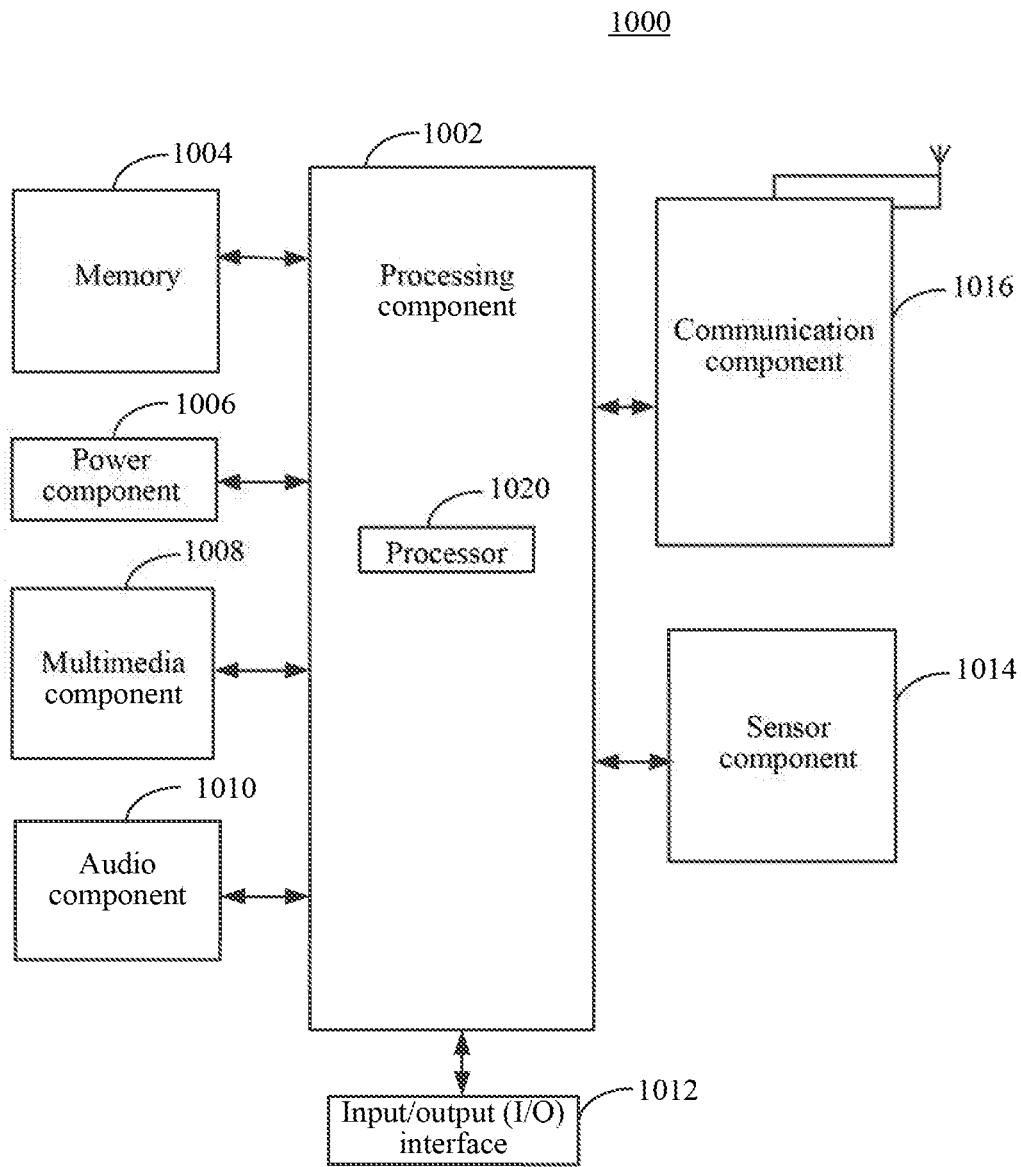 1000
1002
1004
Memory
Processing
component
1016
Communication
component
1006
Power
component
1020
Processor
1008
Multimedia
component
1014
Sensor
component
1010
Audio
component
1012
Input/output (I/O)
interface